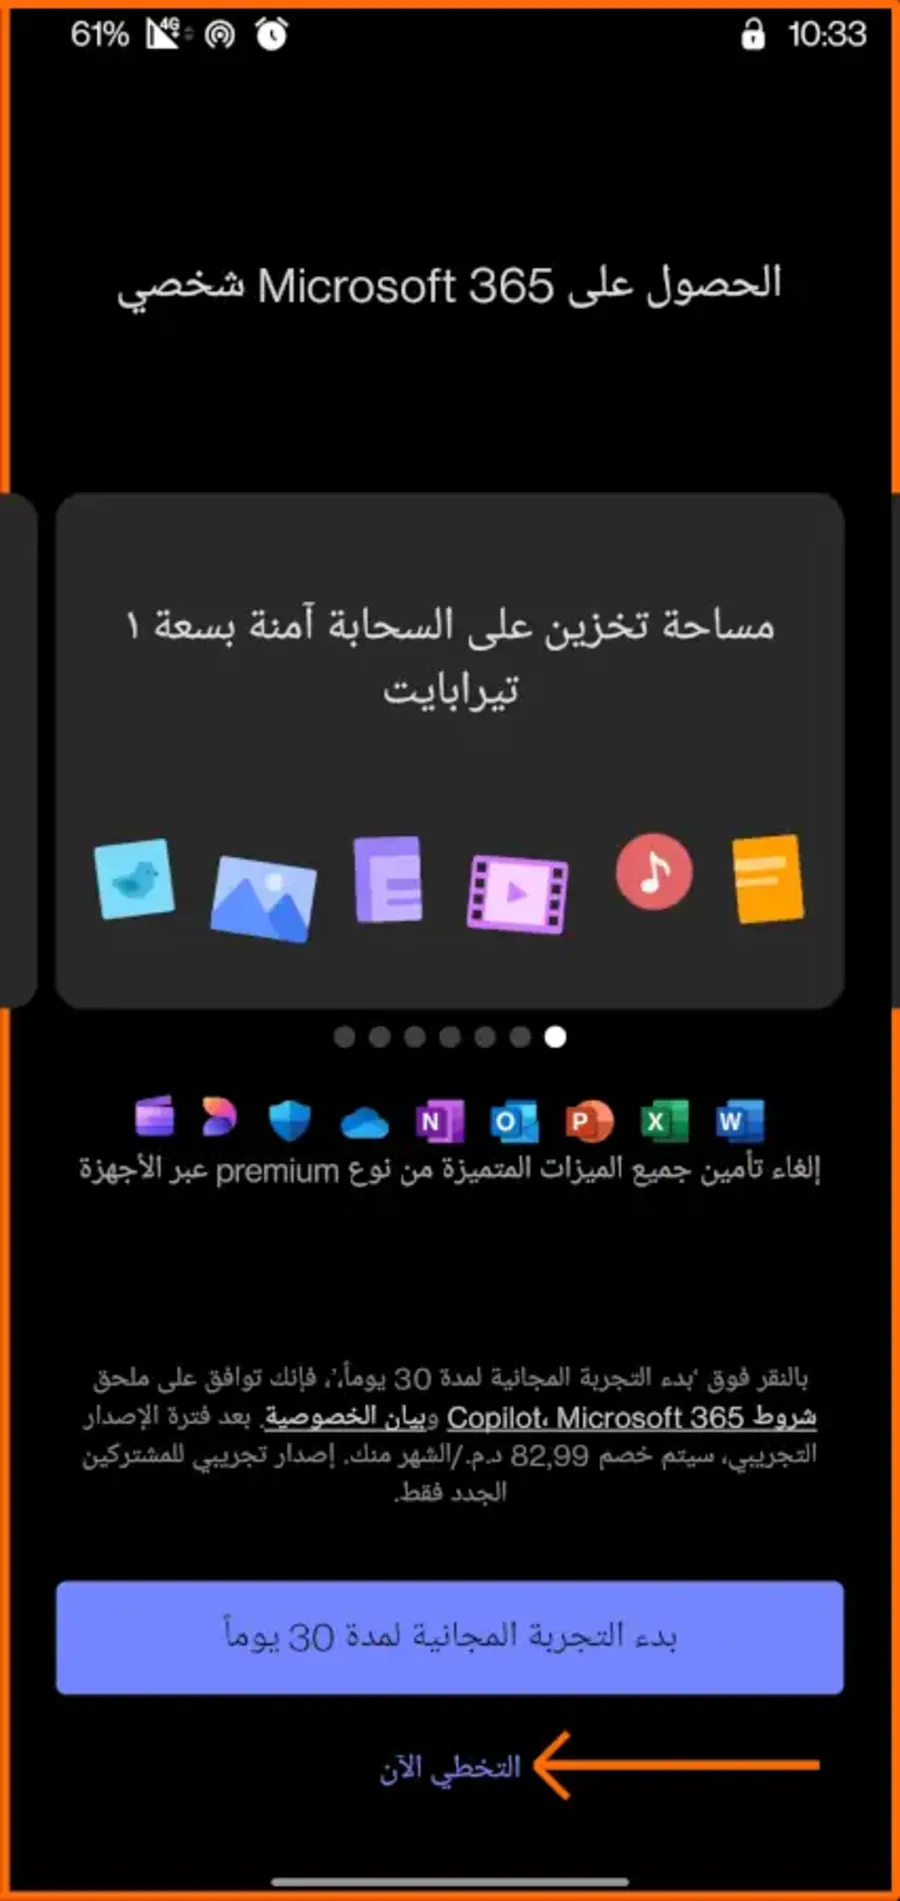 61% 4G 10:33
الحصول على Microsoft 365 شخصي
مساحة تخزين على السحابة آمنة بسعة ١
تيرابايت
N O P X W
إلغاء تأمين جميع الميزات المتميزة من نوع premium عبر الأجهزة
بالنقر فوق 'بدء التجربة المجانية لمدة 30 يوماً،'، فإنك توافق على ملحق
شروط Copilot، Microsoft 365 وبيان الخصوصية. بعد فترة الإصدار
التجريبي، سيتم خصم 82,99 د.م./الشهر منك. إصدار تجريبي للمشتركين
الجدد فقط.
بدء التجربة المجانية لمدة 30 يوماً
التخطي الآن